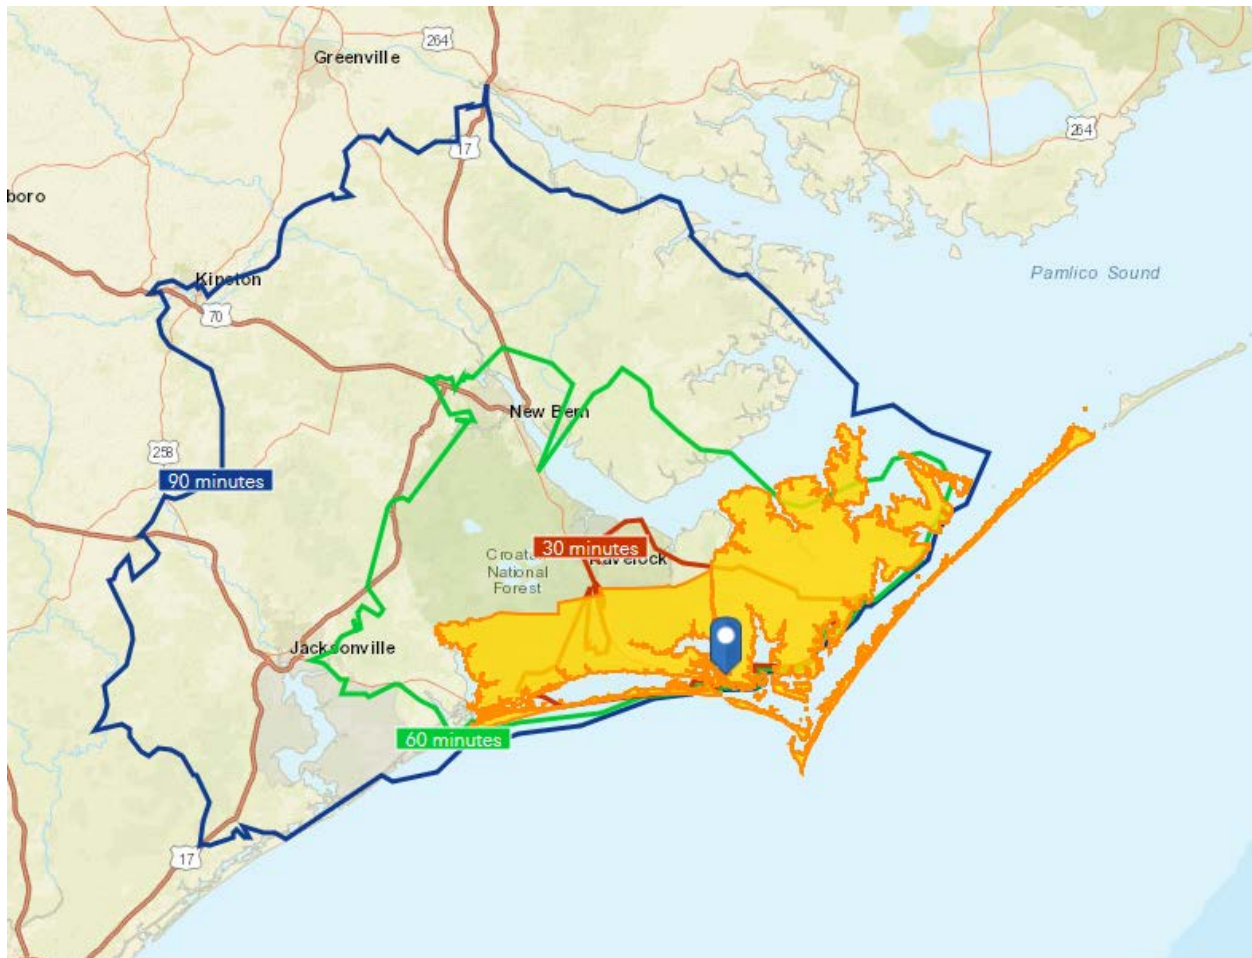 Greenville
264
17
264
boro
Pamlico Sound
Kinston
70
New Bern
258
90 minutes
30 minutes
Havelock
National
Forest
Jacksonville
60 minutes
17